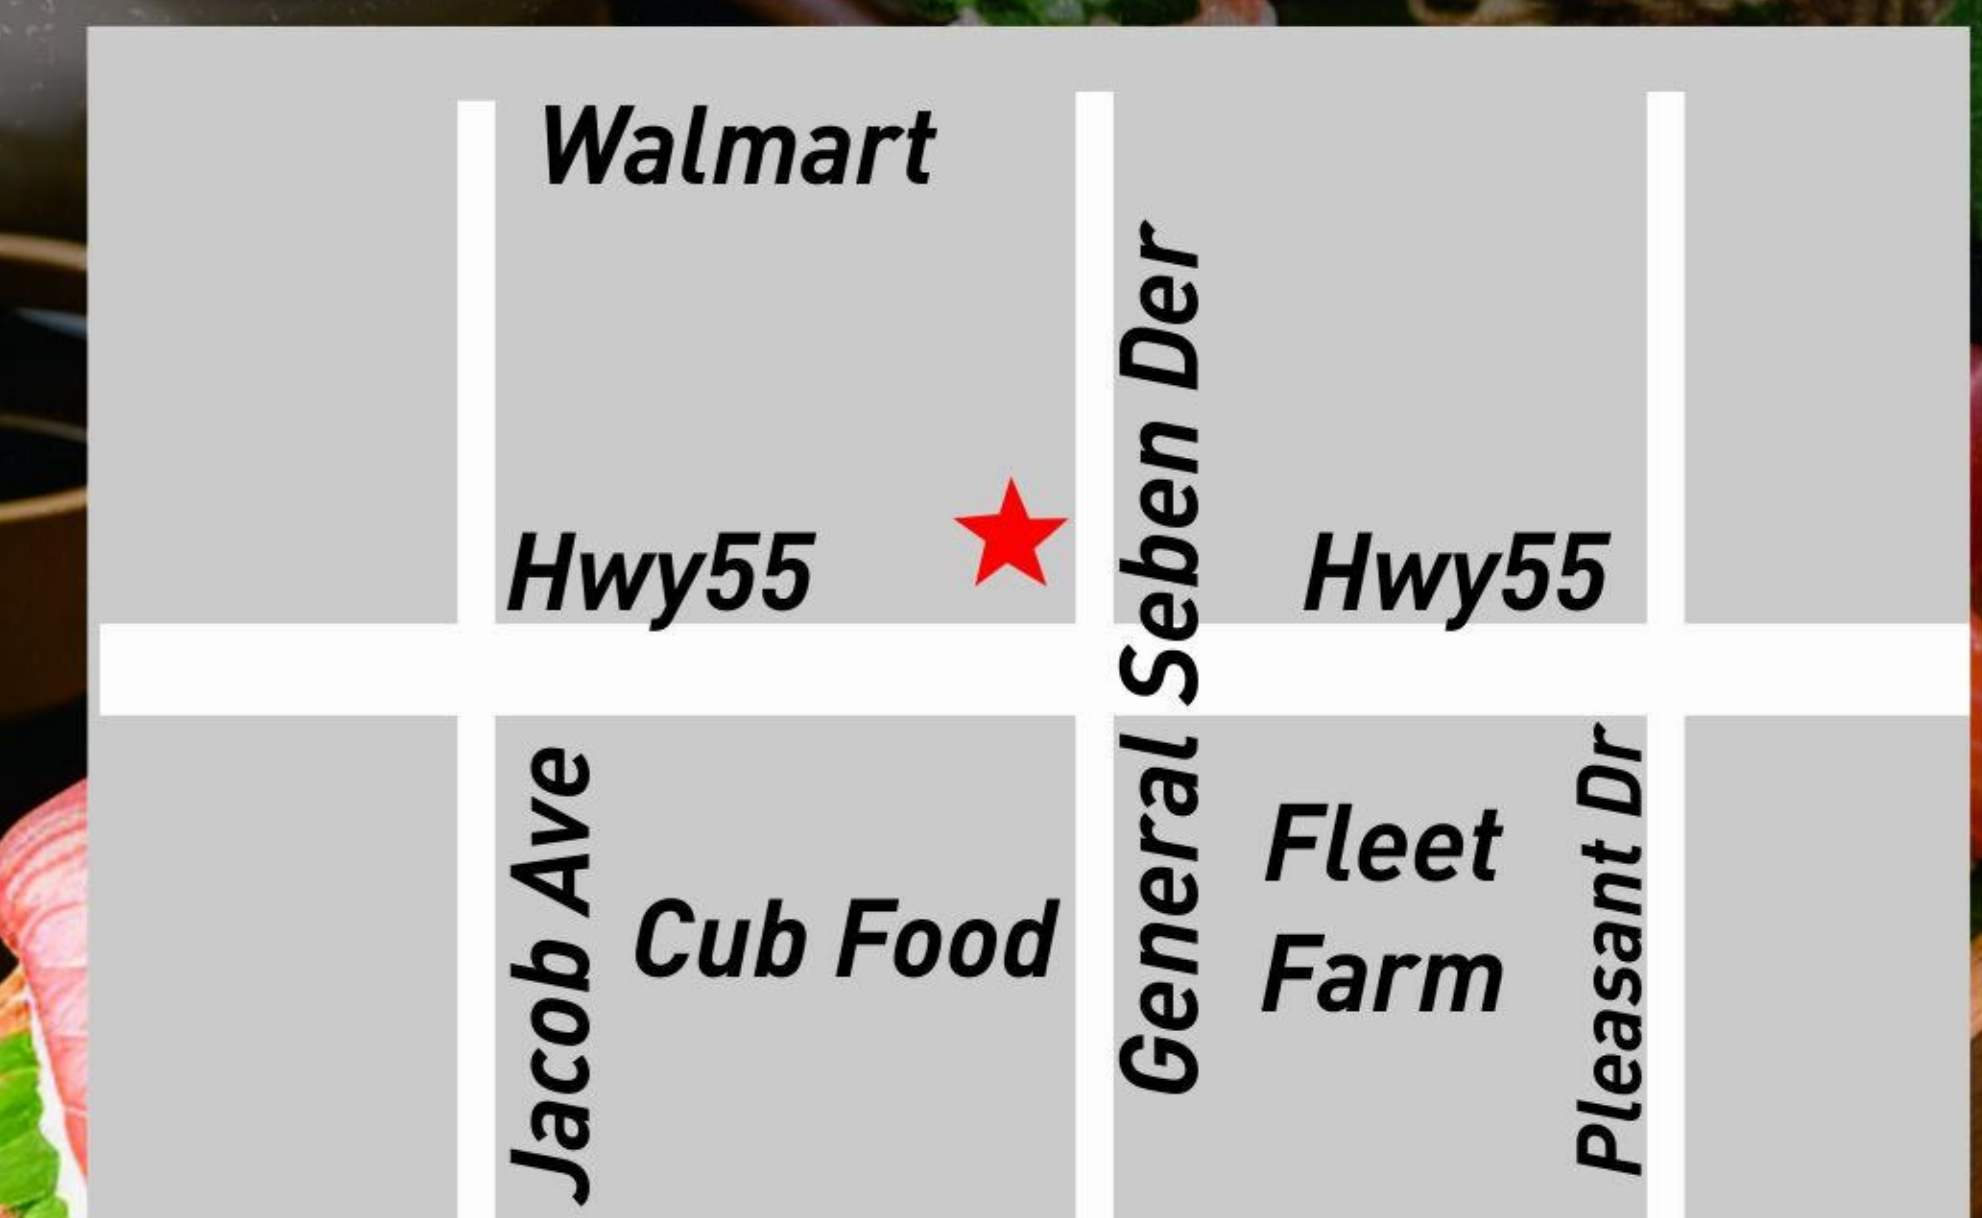 Walmart
General Seben Der
Hwy55
Hwy55
Jacob Ave
Cub Food
Fleet
Farm
Pleasant Dr